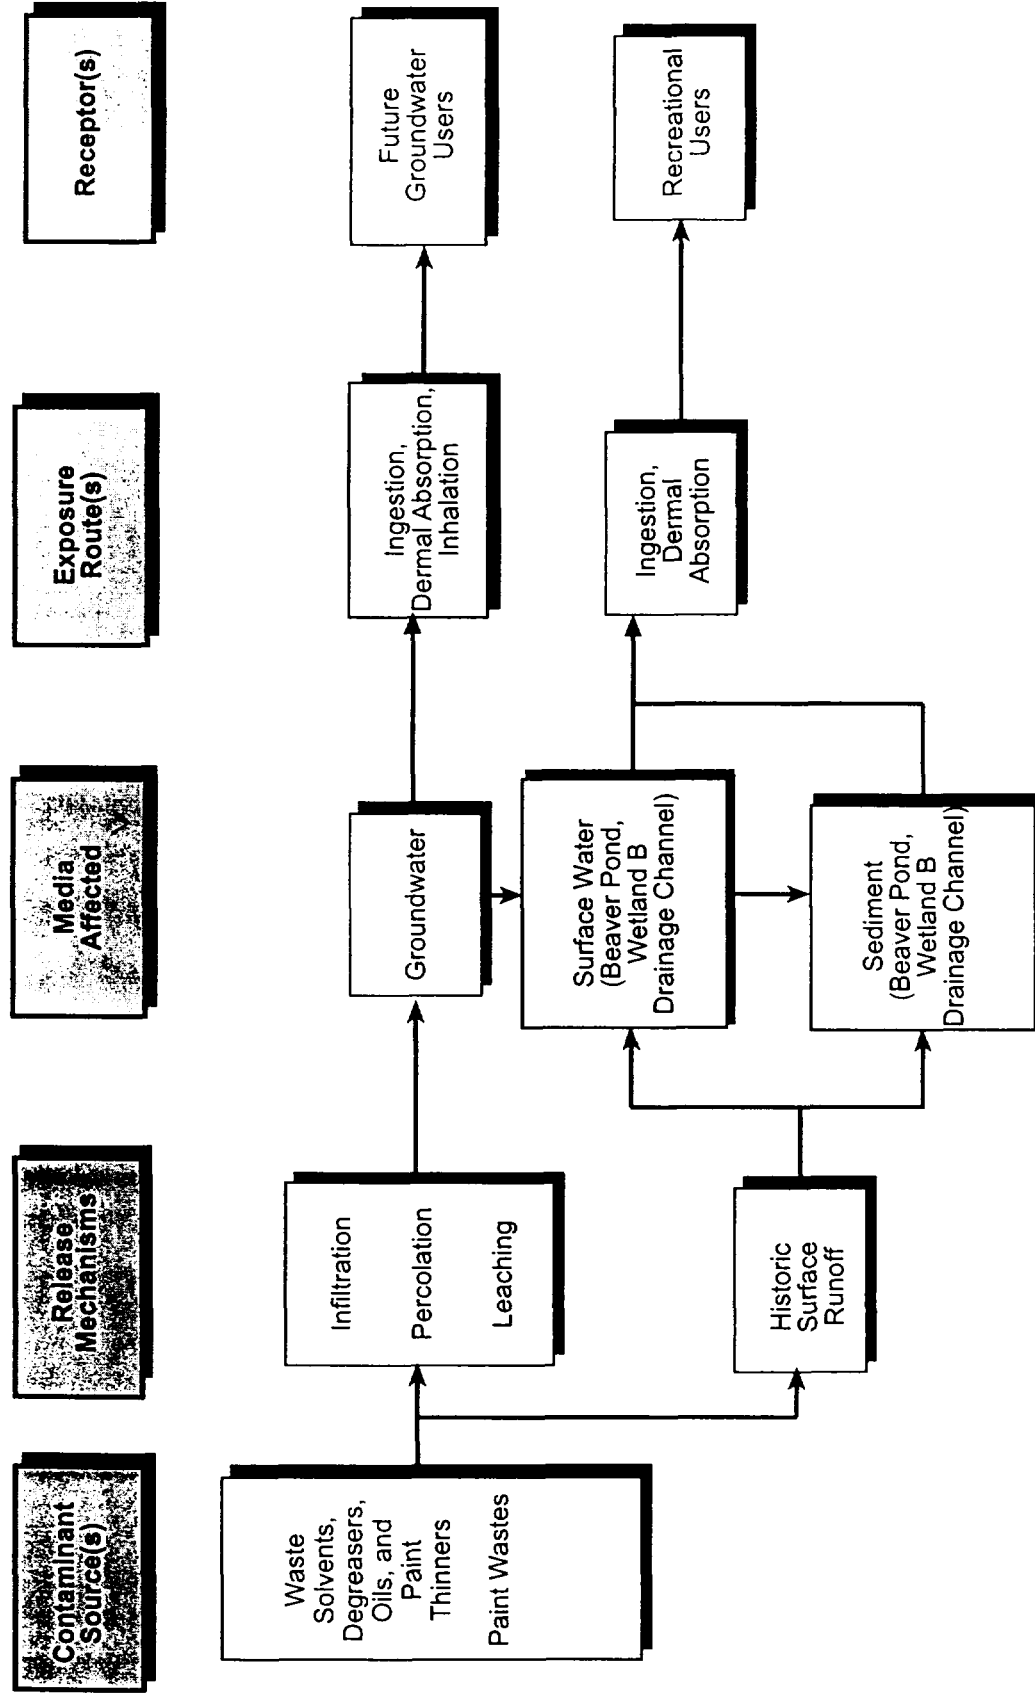 Contaminant
Source(s)
Release
Mechanisms
Media
Affected
Exposure
Route(s)
Receptor(s)
Waste
Solvents,
Degreasers,
Oils, and
Paint
Thinners
Paint Wastes
Infiltration
Percolation
Leaching
Groundwater
Ingestion,
Dermal Absorption,
Inhalation
Future
Groundwater
Users
Historic
Surface
Runoff
Surface Water
(Beaver Pond,
Wetland B
Drainage Channel)
Ingestion,
Dermal
Absorption
Recreational
Users
Sediment
(Beaver Pond,
Wetland B
Drainage Channel)